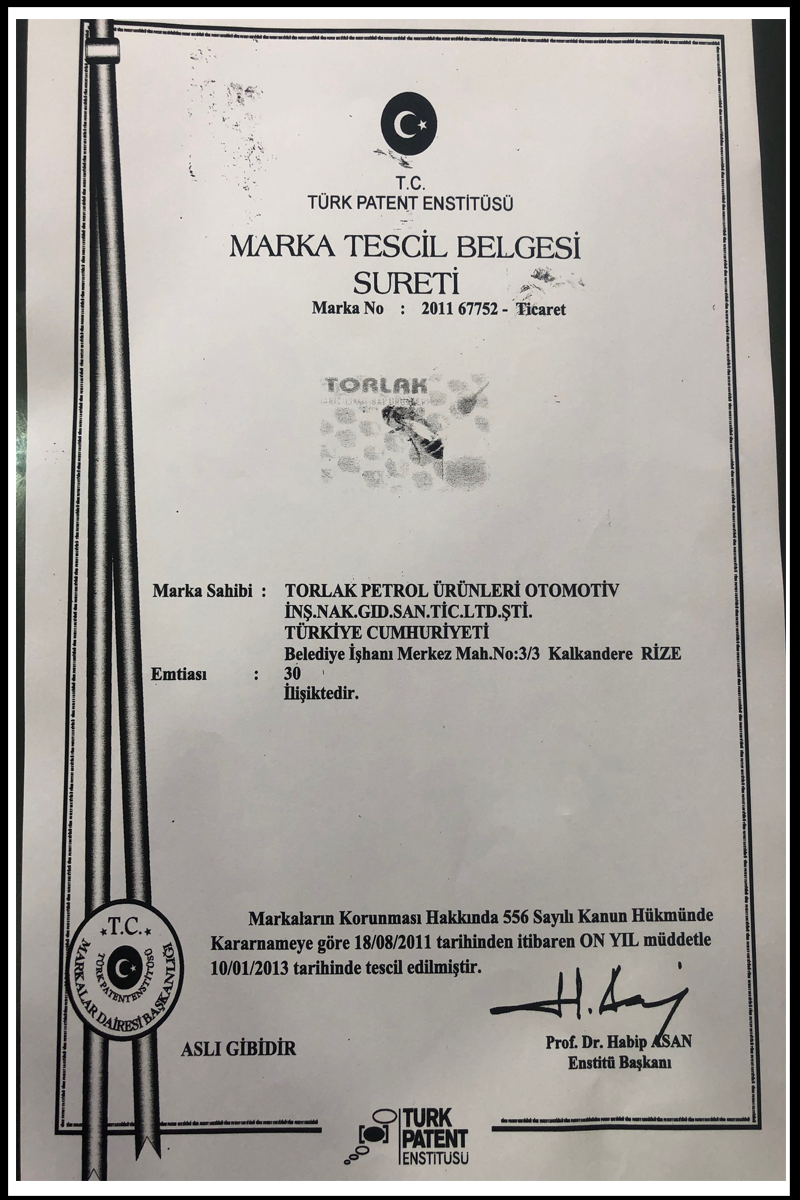 T.C.
TÜRK PATENT ENSTİTÜSÜ
MARKA TESCİL BELGESİ
SURETİ
Marka No : 2011 67752 - Ticaret
TORLAK
Marka Sahibi : TORLAK PETROL ÜRÜNLERİ OTOMOTİV
İNŞ.NAK.GID.SAN.TİC.LTD.ŞTİ.
TÜRKİYE CUMHURİYETİ
Belediye İşhanı Merkez Mah.No:3/3 Kalkandere RİZE
Emtiası : 30
İlişiktedir.
Markaların Korunması Hakkında 556 Sayılı Kanun Hükmünde
Kararnameye göre 18/08/2011 tarihinden itibaren ON YIL müddetle
10/01/2013 tarihinde tescil edilmiştir.
T.C.
TÜRK PATENT ENSTİTÜSÜ
MARKALAR DAİRESİ BAŞKANLIĞI
ASLI GİBİDİR
Prof. Dr. Habip ASAN
Enstitü Başkanı
TURK
PATENT
ENSTITUSU